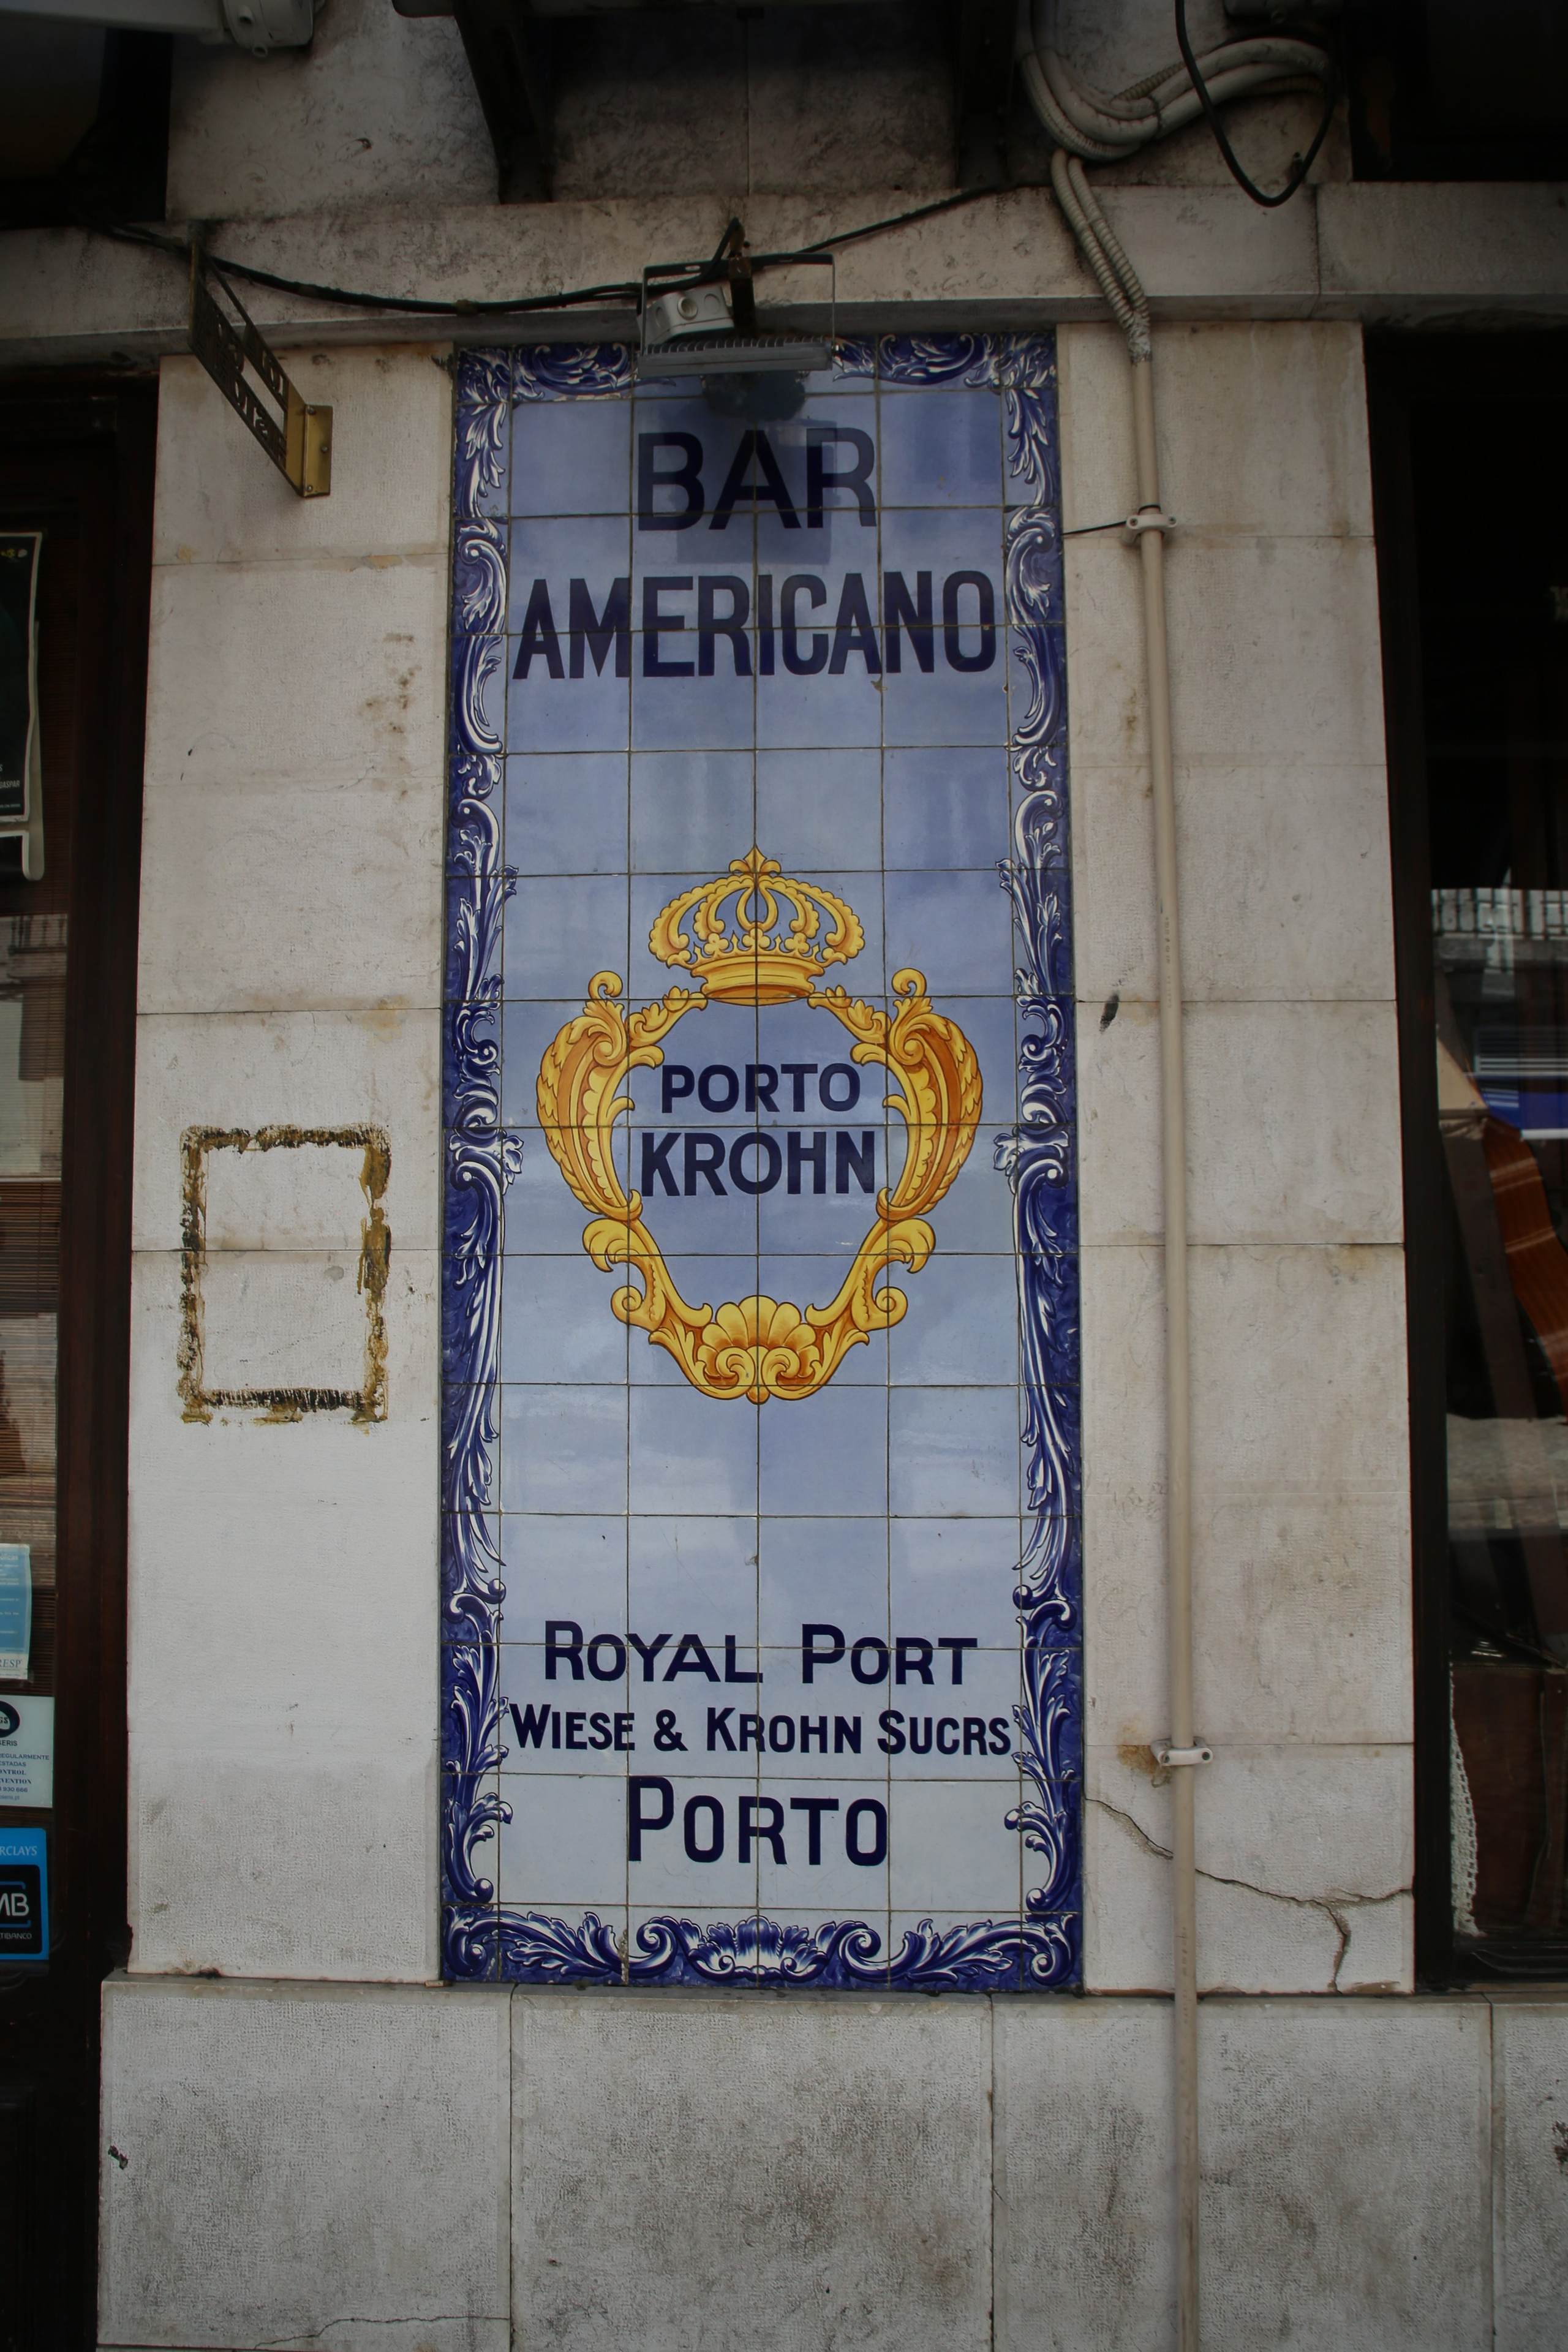 BAR
AMERICANO
PORTO
KROHN
ROYAL PORT
WIESE & KROHN SUCRS
PORTO